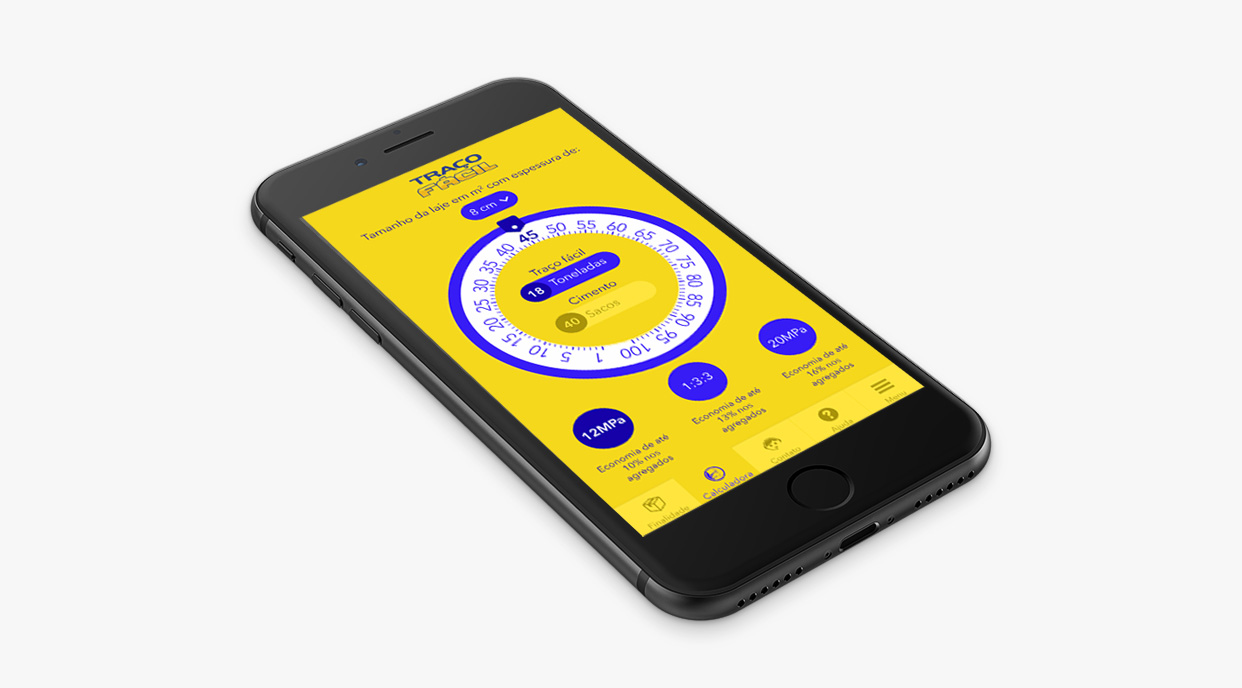 TRAÇO
FÁCIL
Tamanho da laje em m² com espessura de:
8 cm
1
5
10
15
20
25
30
35
40
45
50
55
60
65
70
75
80
85
90
95
100
Traço fácil
18 Toneladas
Cimento
40 Sacos
12MPa
Economia de até
10% nos
agregados
1:3:3
Economia de até
13% nos
agregados
20MPa
Economia de até
16% nos
agregados
Finalidade
Calculadora
Contato
Ajuda
Menu